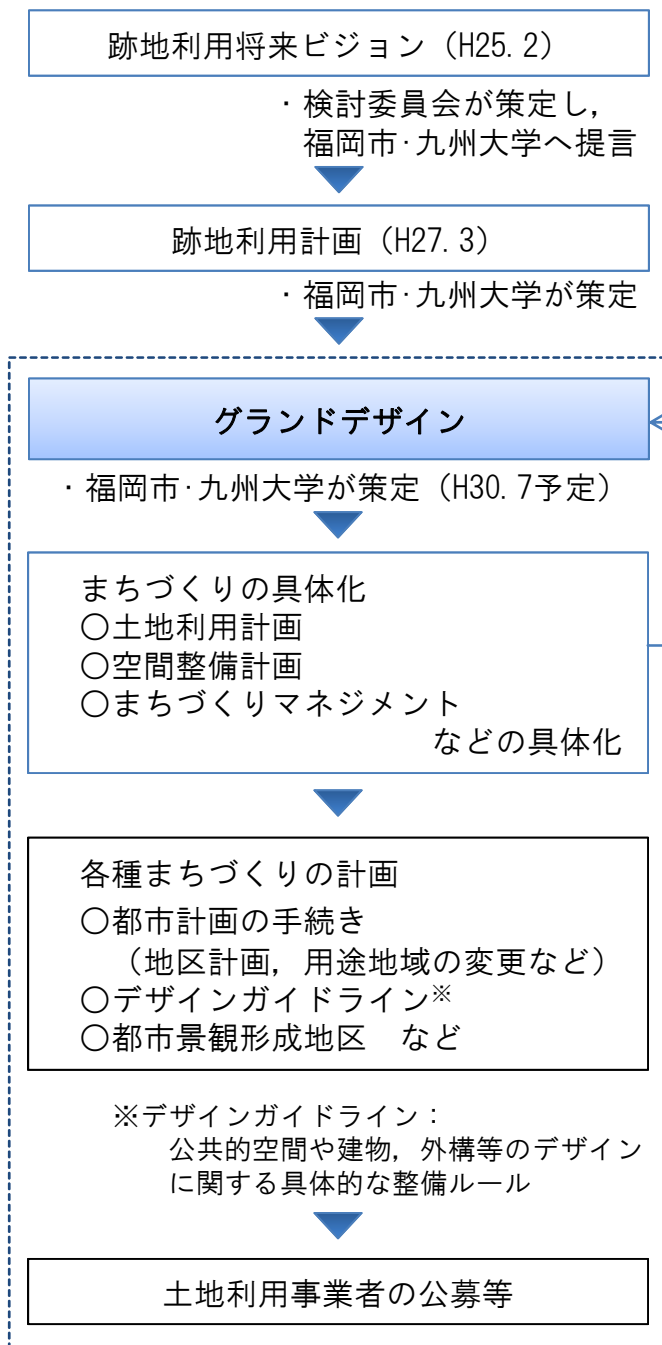 跡地利用将来ビジョン（H25.2）
・検討委員会が策定し，
福岡市･九州大学へ提言
跡地利用計画（H27.3）
・福岡市･九州大学が策定
グランドデザイン
・福岡市･九州大学が策定（H30.7予定）
まちづくりの具体化
○土地利用計画
○空間整備計画
○まちづくりマネジメント
などの具体化
各種まちづくりの計画
○都市計画の手続き
（地区計画，用途地域の変更など）
○デザインガイドライン※
○都市景観形成地区　など
※デザインガイドライン：
公共的空間や建物，外構等のデザイン
に関する具体的な整備ルール
土地利用事業者の公募等